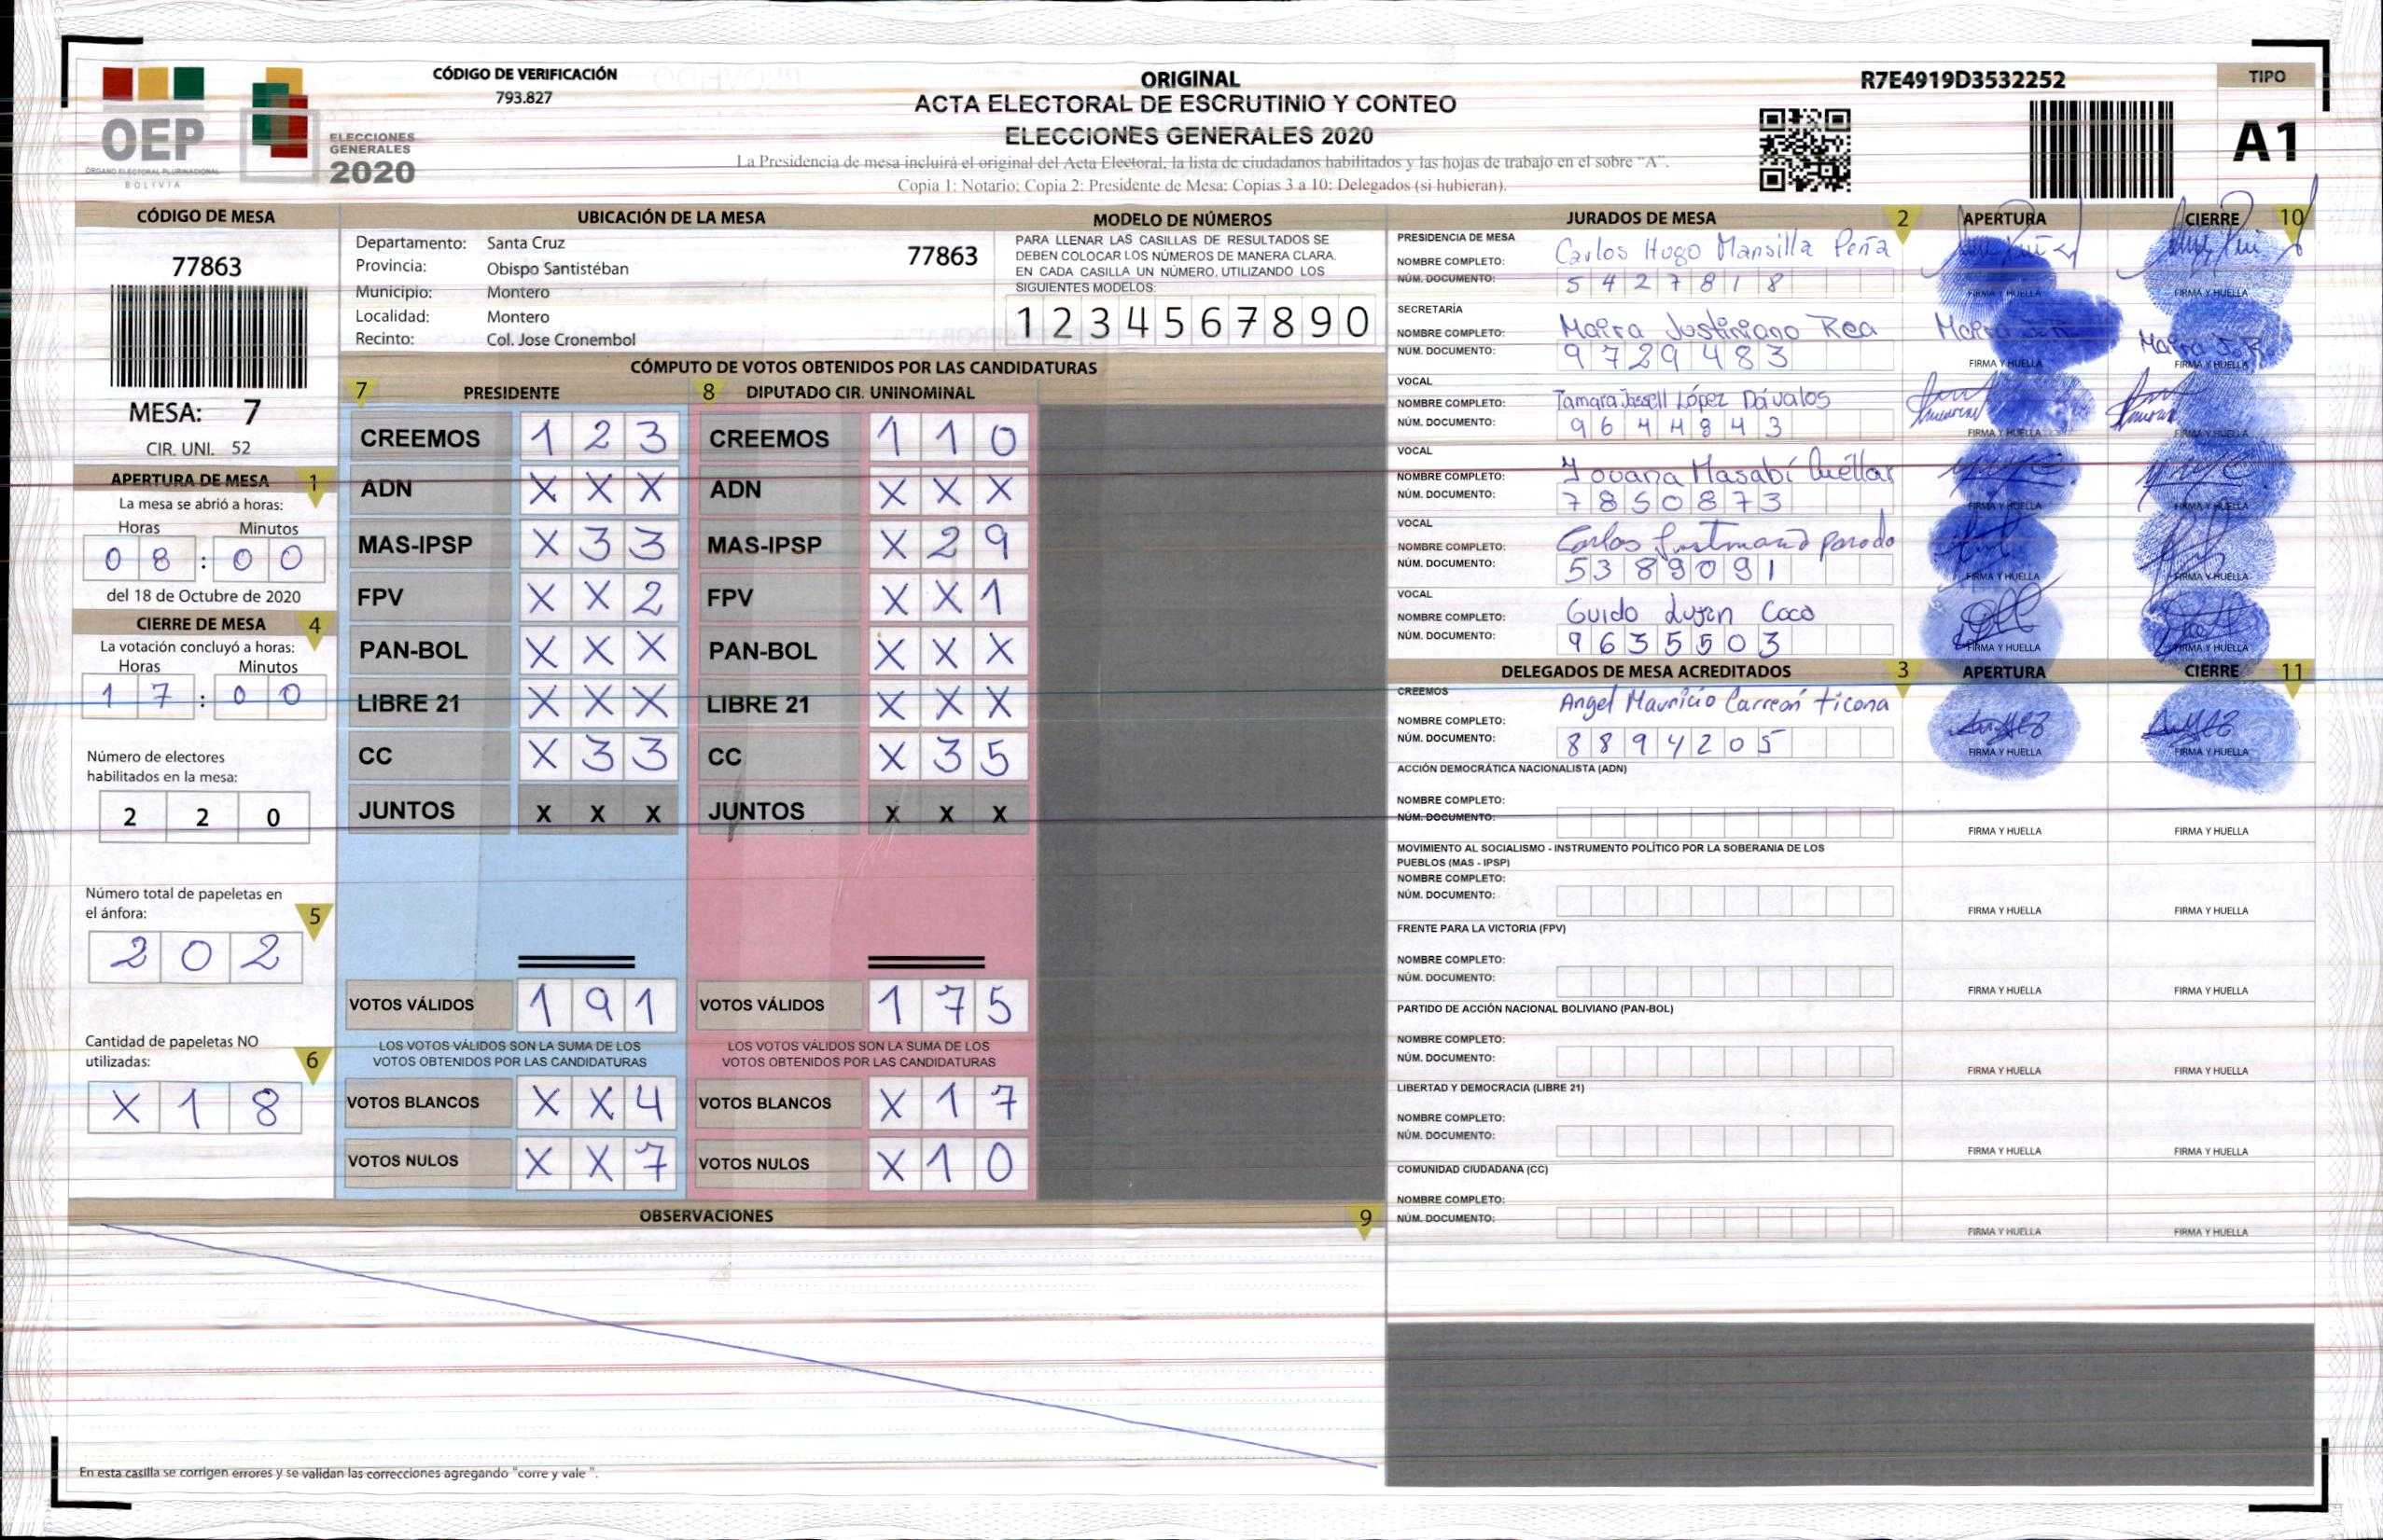 CÓDIGO DE VERIFICACIÓN
793.827
ORIGINAL
ACTA ELECTORAL DE ESCRUTINIO Y CONTEO
ELECCIONES GENERALES 2020
La Presidencia de mesa incluirá el original del Acta Electoral, la lista de ciudadanos habilitados y las hojas de trabajo en el sobre "A".
Copia 1: Notario; Copia 2: Presidente de Mesa; Copias 3 a 10: Delegados (si hubieran).
R7E4919D3532252
TIPO
A1
OEP
ÓRGANO ELECTORAL PLURINACIONAL
BOLIVIA
ELECCIONES
GENERALES
2020
CÓDIGO DE MESA
77863
MESA: 7
CIR. UNI. 52
APERTURA DE MESA 1
La mesa se abrió a horas:
Horas Minutos
0 8 : 0 0
del 18 de Octubre de 2020
CIERRE DE MESA 4
La votación concluyó a horas:
Horas Minutos
1 7 : 0 0
Número de electores
habilitados en la mesa:
2 2 0
Número total de papeletas en
el ánfora: 5
2 0 2
Cantidad de papeletas NO
utilizadas: 6
X 1 8
UBICACIÓN DE LA MESA
Departamento: Santa Cruz 77863
Provincia: Obispo Santistéban
Municipio: Montero
Localidad: Montero
Recinto: Col. Jose Cronembol
MODELO DE NÚMEROS
PARA LLENAR LAS CASILLAS DE RESULTADOS SE
DEBEN COLOCAR LOS NÚMEROS DE MANERA CLARA.
EN CADA CASILLA UN NÚMERO, UTILIZANDO LOS
SIGUIENTES MODELOS:
1 2 3 4 5 6 7 8 9 0
CÓMPUTO DE VOTOS OBTENIDOS POR LAS CANDIDATURAS
7 PRESIDENTE 8 DIPUTADO CIR. UNINOMINAL
CREEMOS 1 2 3 CREEMOS 1 1 0
ADN X X X ADN X X X
MAS-IPSP X 3 3 MAS-IPSP X 2 9
FPV X X 2 FPV X X 1
PAN-BOL X X X PAN-BOL X X X
LIBRE 21 X X X LIBRE 21 X X X
CC X 3 3 CC X 3 5
JUNTOS X X X JUNTOS X X X
VOTOS VÁLIDOS 1 9 1 VOTOS VÁLIDOS 1 7 5
LOS VOTOS VÁLIDOS SON LA SUMA DE LOS LOS VOTOS VÁLIDOS SON LA SUMA DE LOS
VOTOS OBTENIDOS POR LAS CANDIDATURAS VOTOS OBTENIDOS POR LAS CANDIDATURAS
VOTOS BLANCOS X X 4 VOTOS BLANCOS X 1 7
VOTOS NULOS X X 7 VOTOS NULOS X 1 0
OBSERVACIONES 9
En esta casilla se corrigen errores y se validan las correcciones agregando "corre y vale ".
JURADOS DE MESA 2 APERTURA CIERRE 10
PRESIDENCIA DE MESA
NOMBRE COMPLETO: Carlos Hugo Mansilla Peña
NÚM. DOCUMENTO: 5 4 2 7 8 1 8
FIRMA Y HUELLA FIRMA Y HUELLA
SECRETARÍA
NOMBRE COMPLETO: Maira Justiniano Rea
NÚM. DOCUMENTO: 9 7 2 9 4 8 3
FIRMA Y HUELLA FIRMA Y HUELLA
VOCAL
NOMBRE COMPLETO: Tamara López Dávalos
NÚM. DOCUMENTO: 9 6 4 4 8 4 3
FIRMA Y HUELLA FIRMA Y HUELLA
VOCAL
NOMBRE COMPLETO: Jovana Masabí Cuéllar
NÚM. DOCUMENTO: 7 8 5 0 8 7 3
FIRMA Y HUELLA FIRMA Y HUELLA
VOCAL
NOMBRE COMPLETO: Carlos
NÚM. DOCUMENTO: 5 3 8 9 0 9 1
FIRMA Y HUELLA FIRMA Y HUELLA
VOCAL
NOMBRE COMPLETO: Guido Coco
NÚM. DOCUMENTO: 9 6 3 5 5 0 3
FIRMA Y HUELLA FIRMA Y HUELLA
DELEGADOS DE MESA ACREDITADOS 3 APERTURA CIERRE 11
CREEMOS
NOMBRE COMPLETO: Angel Mauricio Carreón ticona
NÚM. DOCUMENTO: 8 8 9 4 2 0 5
FIRMA Y HUELLA FIRMA Y HUELLA
ACCIÓN DEMOCRÁTICA NACIONALISTA (ADN)
NOMBRE COMPLETO:
NÚM. DOCUMENTO:
FIRMA Y HUELLA FIRMA Y HUELLA
MOVIMIENTO AL SOCIALISMO - INSTRUMENTO POLÍTICO POR LA SOBERANIA DE LOS
PUEBLOS (MAS - IPSP)
NOMBRE COMPLETO:
NÚM. DOCUMENTO:
FIRMA Y HUELLA FIRMA Y HUELLA
FRENTE PARA LA VICTORIA (FPV)
NOMBRE COMPLETO:
NÚM. DOCUMENTO:
FIRMA Y HUELLA FIRMA Y HUELLA
PARTIDO DE ACCIÓN NACIONAL BOLIVIANO (PAN-BOL)
NOMBRE COMPLETO:
NÚM. DOCUMENTO:
FIRMA Y HUELLA FIRMA Y HUELLA
LIBERTAD Y DEMOCRACIA (LIBRE 21)
NOMBRE COMPLETO:
NÚM. DOCUMENTO:
FIRMA Y HUELLA FIRMA Y HUELLA
COMUNIDAD CIUDADANA (CC)
NOMBRE COMPLETO:
NÚM. DOCUMENTO:
FIRMA Y HUELLA FIRMA Y HUELLA